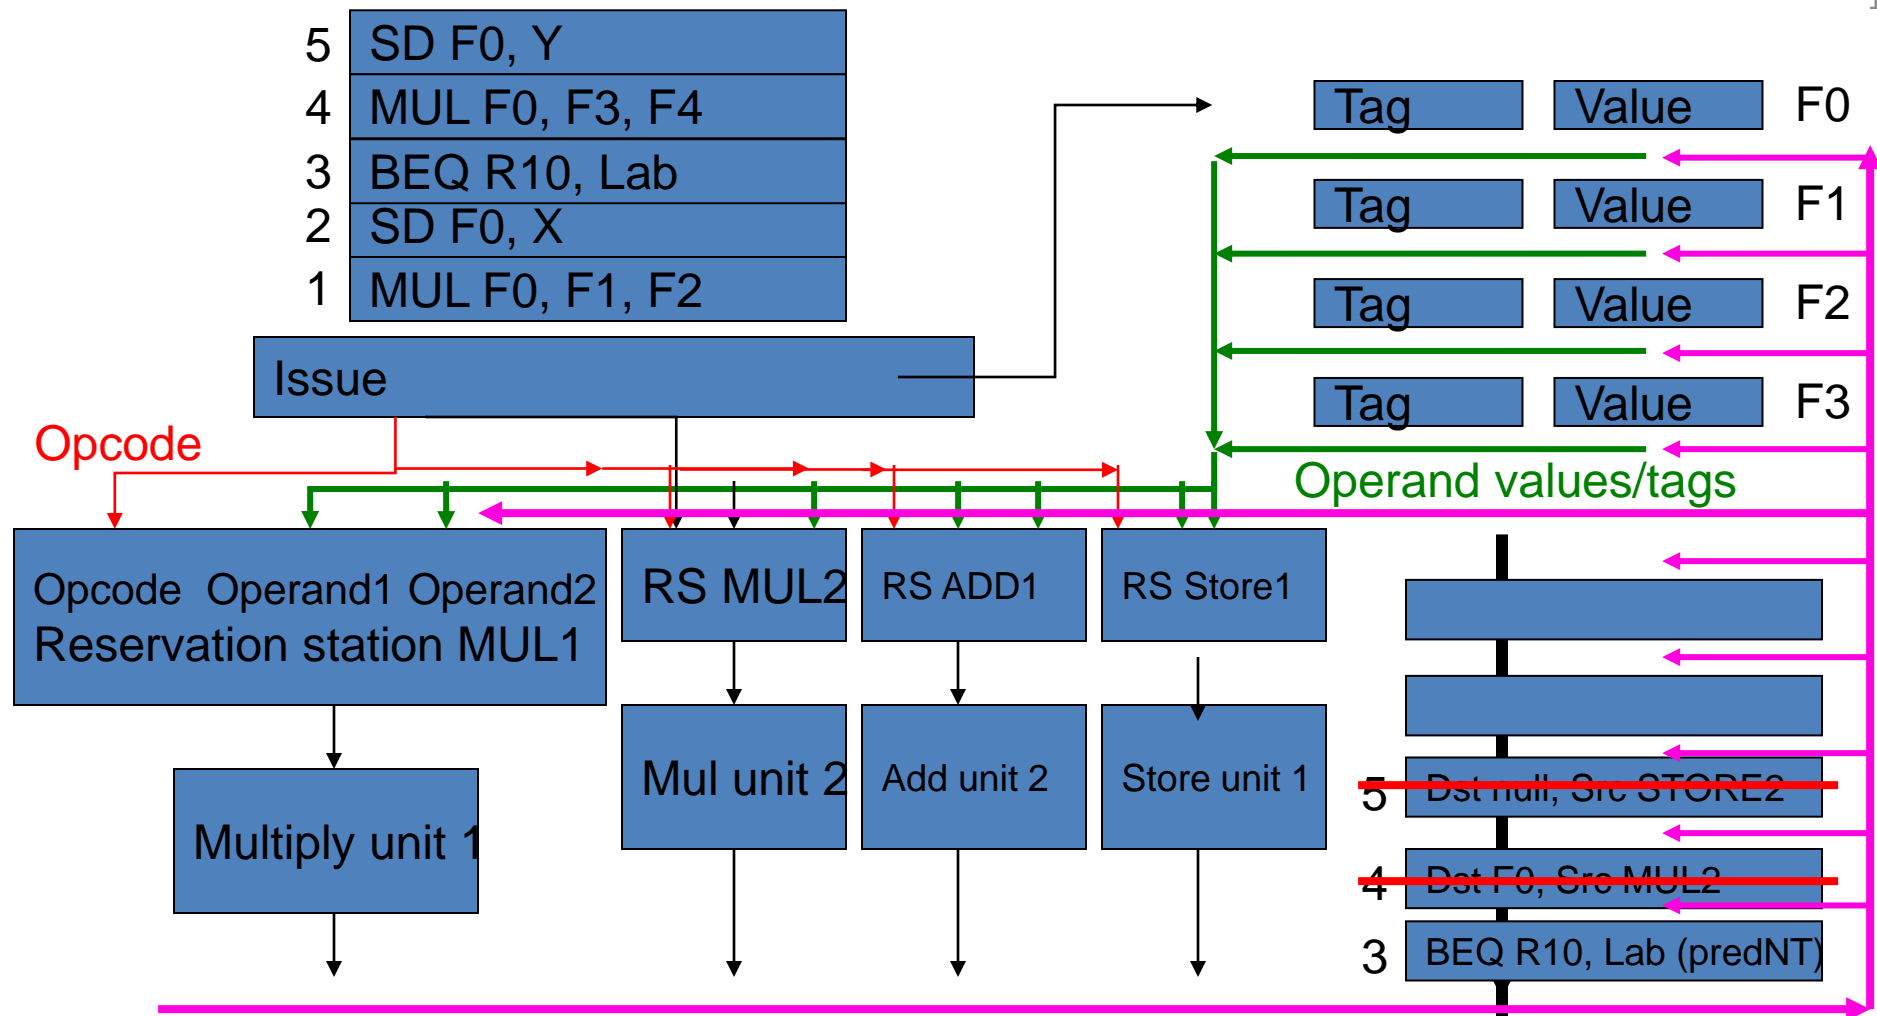 5 SD F0, Y
4 MUL F0, F3, F4
3 BEQ R10, Lab
2 SD F0, X
1 MUL F0, F1, F2
Issue
Tag Value F0
Tag Value F1
Tag Value F2
Tag Value F3
Opcode
Operand values/tags
Opcode Operand1 Operand2
Reservation station MUL1
RS MUL2
RS ADD1
RS Store1
Multiply unit 1
Mul unit 2
Add unit 2
Store unit 1
5 Dst null, Src STORE2
4 Dst F0, Src MUL2
3 BEQ R10, Lab (predNT)